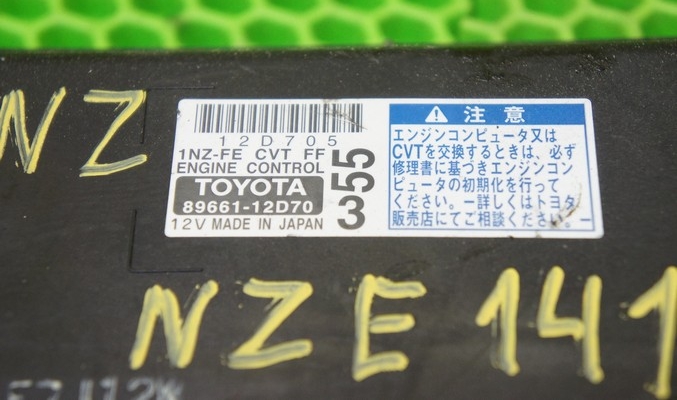 NZ
12D705
1NZ-FE CVT FF
ENGINE CONTROL
TOYOTA
89661-12D70
12V MADE IN JAPAN
355
注意
エンジンコンピュータ又は
CVTを交換するときは、必ず
修理書に基づきエンジンコン
ピュータの初期化を行って
ください。ー詳しくはトヨタ
販売店にてご相談ください。ー
NZE141